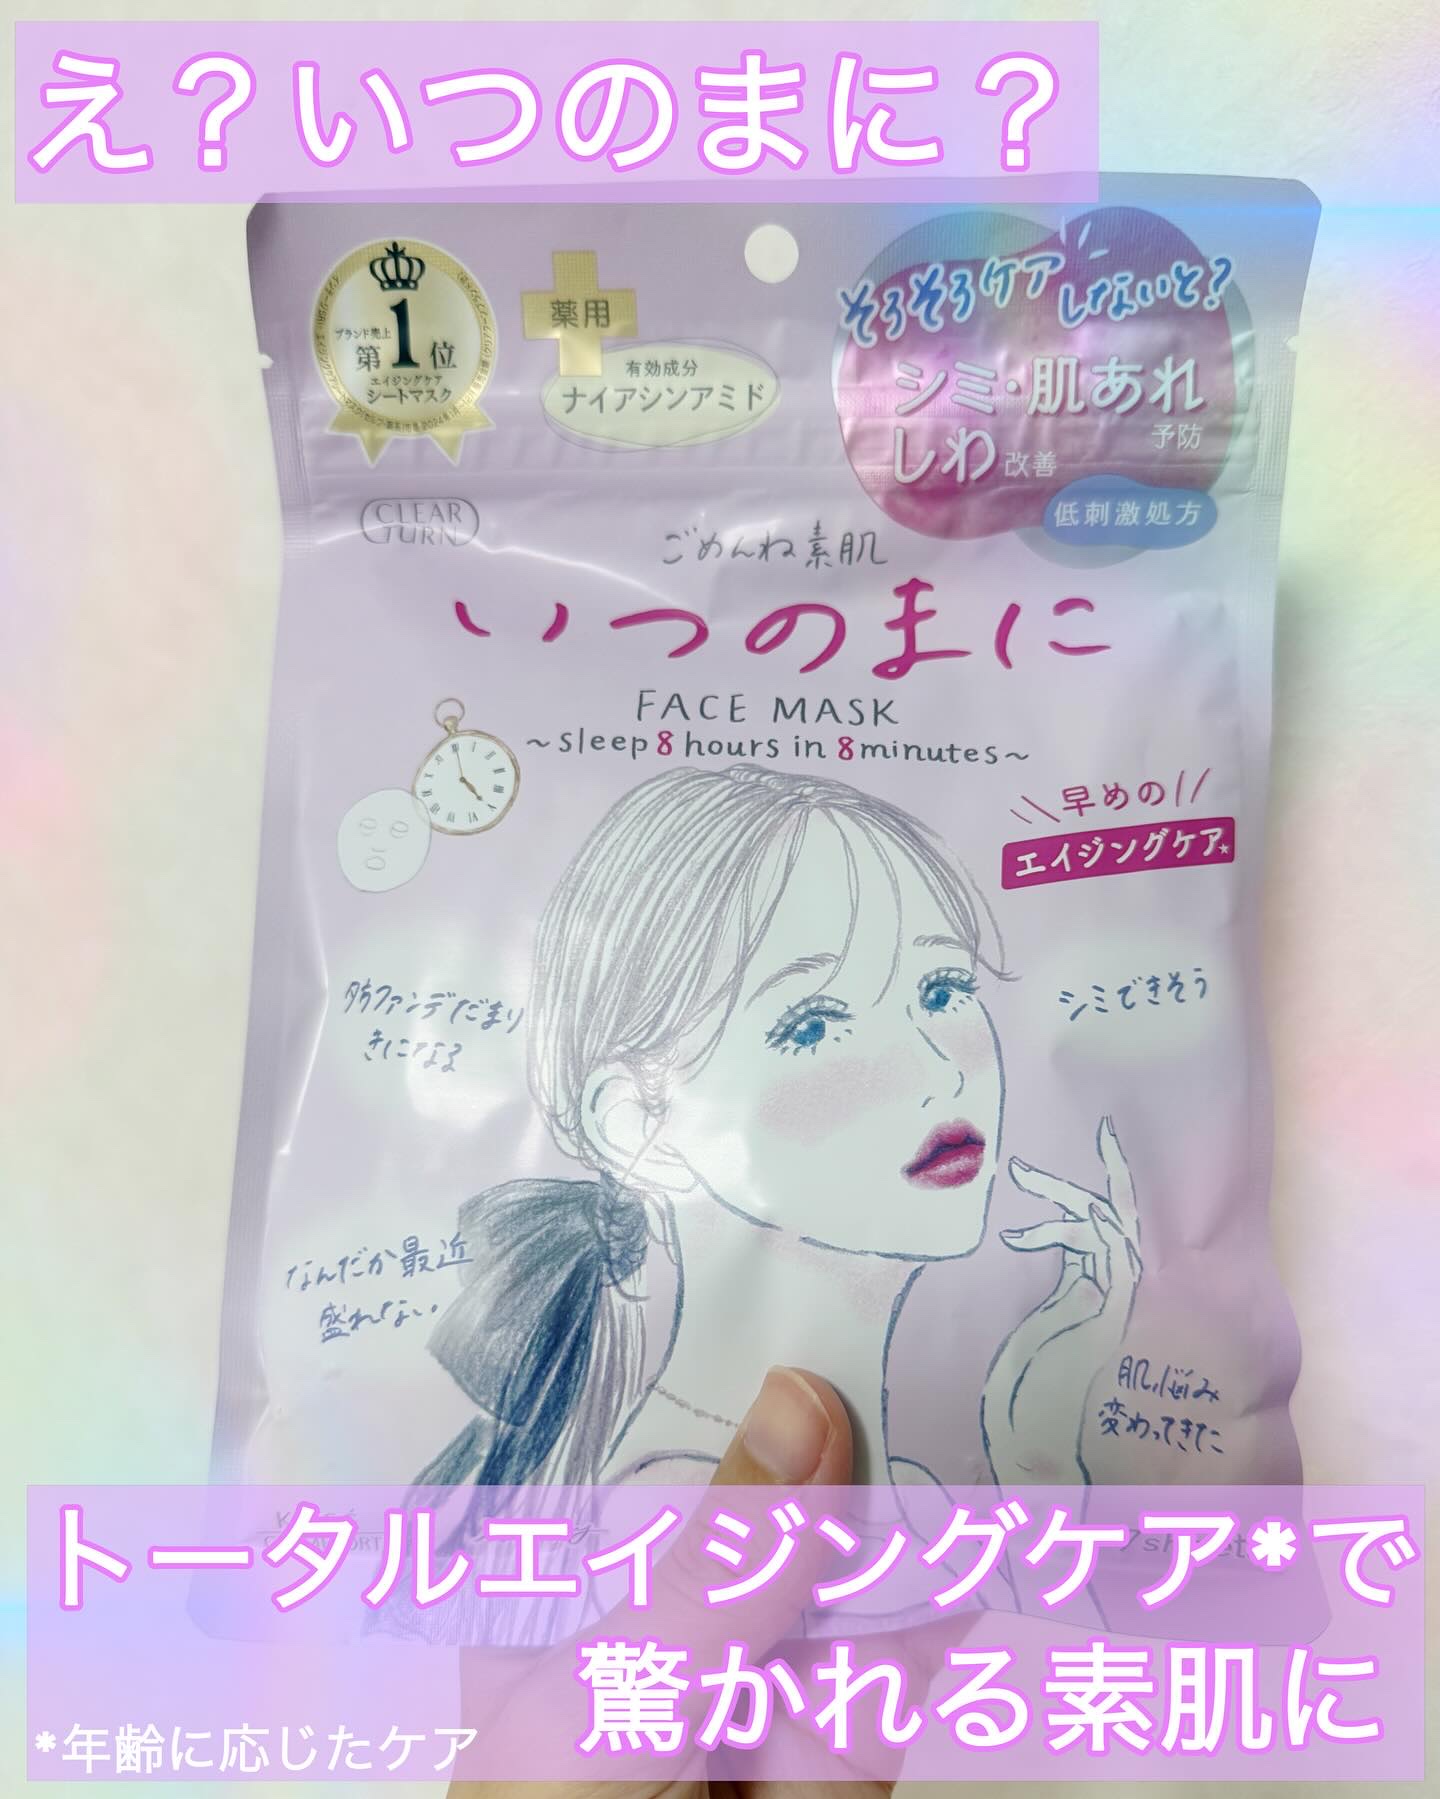 え？いつのまに？
ブランド売上
第1位
エイジングケア
シートマスク
薬用
有効成分
ナイアシンアミド
そろそろケア
しないと?
シミ・肌あれ
予防
しわ改善
低刺激処方
CLEAR
TURN
ごめんね素肌
いつのまに
FACE MASK
～sleep 8 hours in 8 minutes～
早めの
エイジングケア
夕方ファンデだまり
きになる
シミできそう
なんだか最近
盛れない
肌悩み
変わってきた
トータルエイジングケア*で
驚かれる素肌に
*年齢に応じたケア